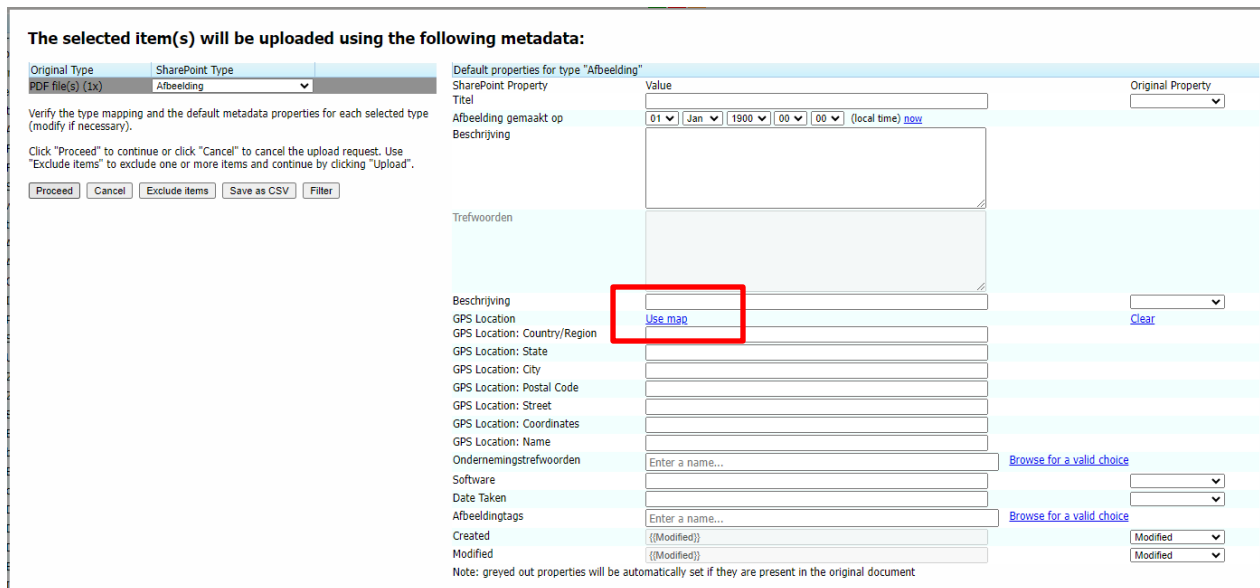 The selected item(s) will be uploaded using the following metadata:
Original Type SharePoint Type
PDF file(s) (1x) Afbeelding
Verify the type mapping and the default metadata properties for each selected type
(modify if necessary).
Click "Proceed" to continue or click "Cancel" to cancel the upload request. Use
"Exclude items" to exclude one or more items and continue by clicking "Upload".
Proceed Cancel Exclude items Save as CSV Filter
Default properties for type "Afbeelding"
SharePoint Property Value Original Property
Titel
Afbeelding gemaakt op 01 Jan 1900 00 00 (local time) now
Beschrijving
Trefwoorden
Beschrijving
GPS Location Use map Clear
GPS Location: Country/Region
GPS Location: State
GPS Location: City
GPS Location: Postal Code
GPS Location: Street
GPS Location: Coordinates
GPS Location: Name
Ondernemingstrefwoorden Enter a name... Browse for a valid choice
Software
Date Taken
Afbeeldingtags Enter a name... Browse for a valid choice
Created {{Modified}} Modified
Modified {{Modified}} Modified
Note: greyed out properties will be automatically set if they are present in the original document